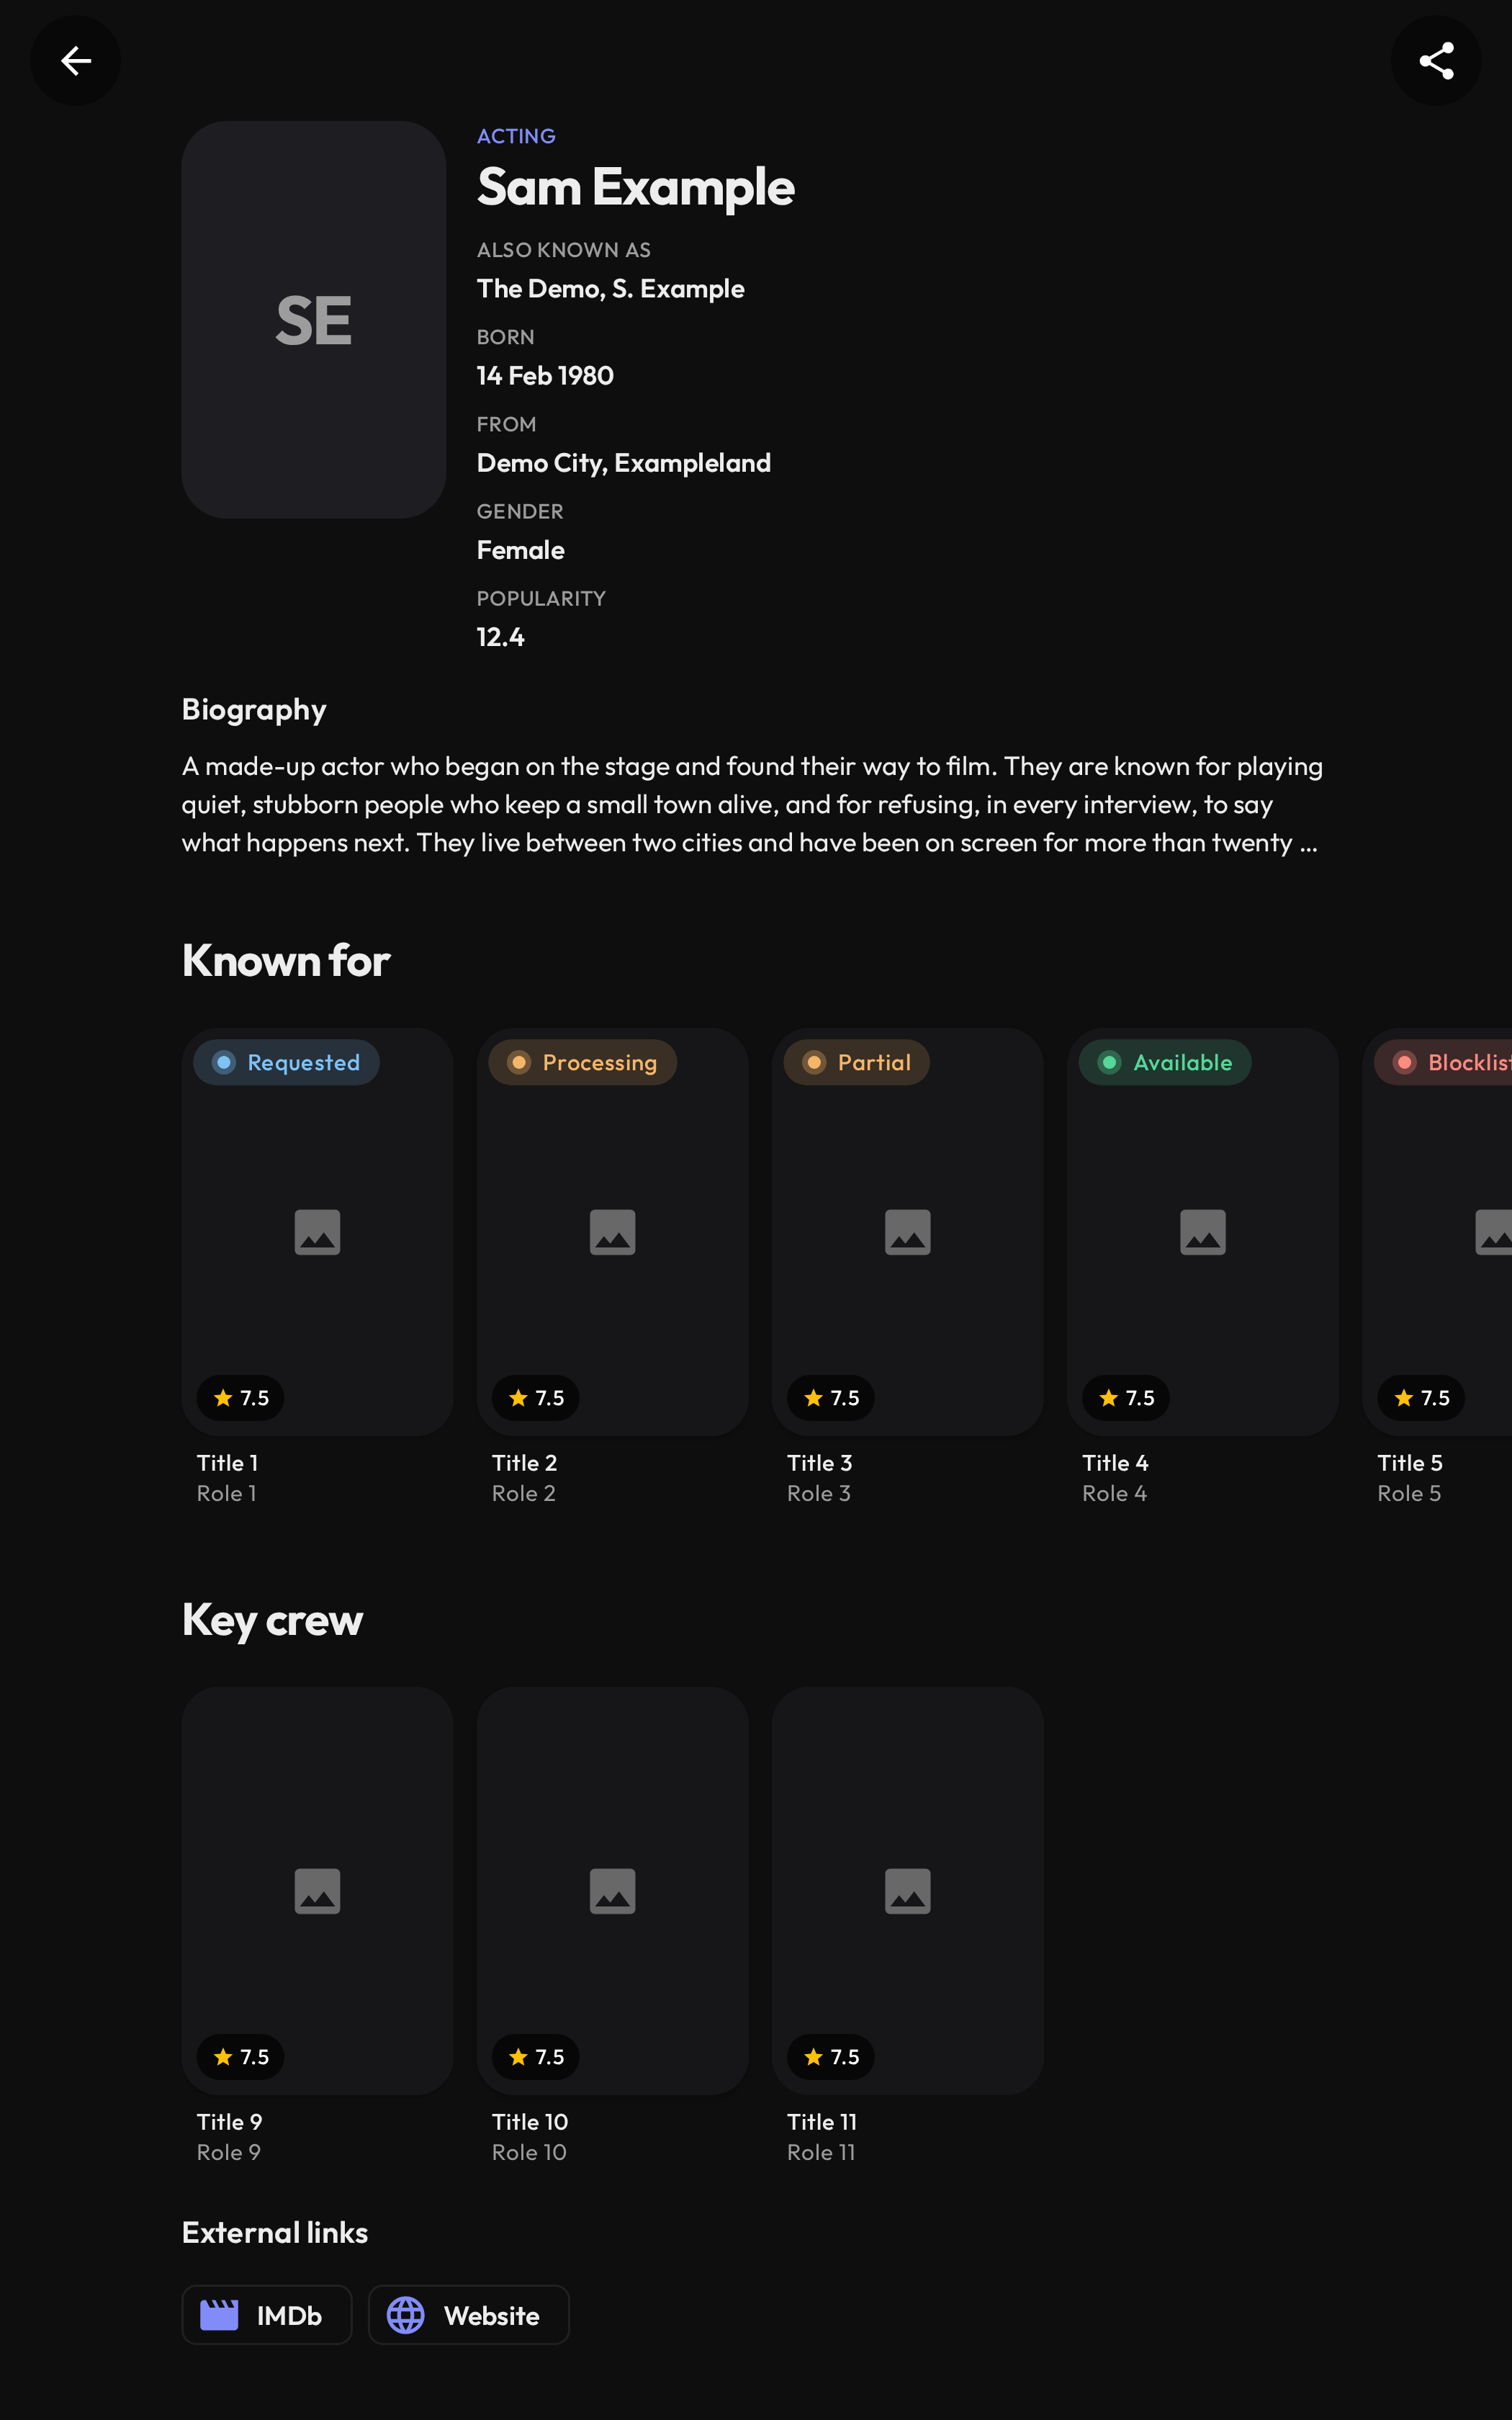 ACTING
Sam Example
SE
ALSO KNOWN AS
The Demo, S. Example
BORN
14 Feb 1980
FROM
Demo City, Exampleland
GENDER
Female
POPULARITY
12.4
Biography
A made-up actor who began on the stage and found their way to film. They are known for playing
quiet, stubborn people who keep a small town alive, and for refusing, in every interview, to say
what happens next. They live between two cities and have been on screen for more than twenty ...
Known for
Requested
Processing
Partial
Available
Blocklist
7.5
7.5
7.5
7.5
7.5
Title 1
Role 1
Title 2
Role 2
Title 3
Role 3
Title 4
Role 4
Title 5
Role 5
Key crew
7.5
7.5
7.5
Title 9
Role 9
Title 10
Role 10
Title 11
Role 11
External links
IMDb
Website